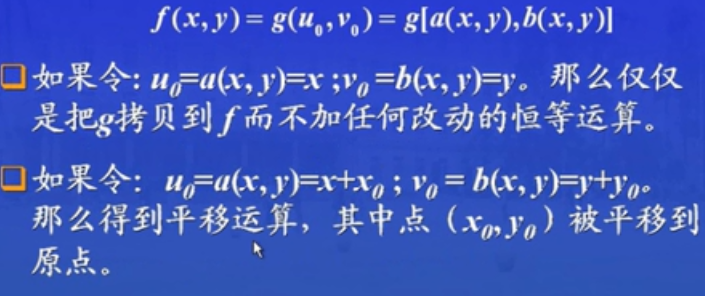 f(x,y) = g(u₀,v₀) = g[a(x,y),b(x,y)]
如果令: u₀=a(x, y)=x ;v₀ =b(x, y)=y。那么仅仅
是把g拷贝到 f 而不加任何改动的恒等运算。
如果令: u₀=a(x, y)=x+x₀ ; v₀ = b(x, y)=y+y₀。
那么得到平移运算, 其中点（x₀,y₀）被平移到
原点。